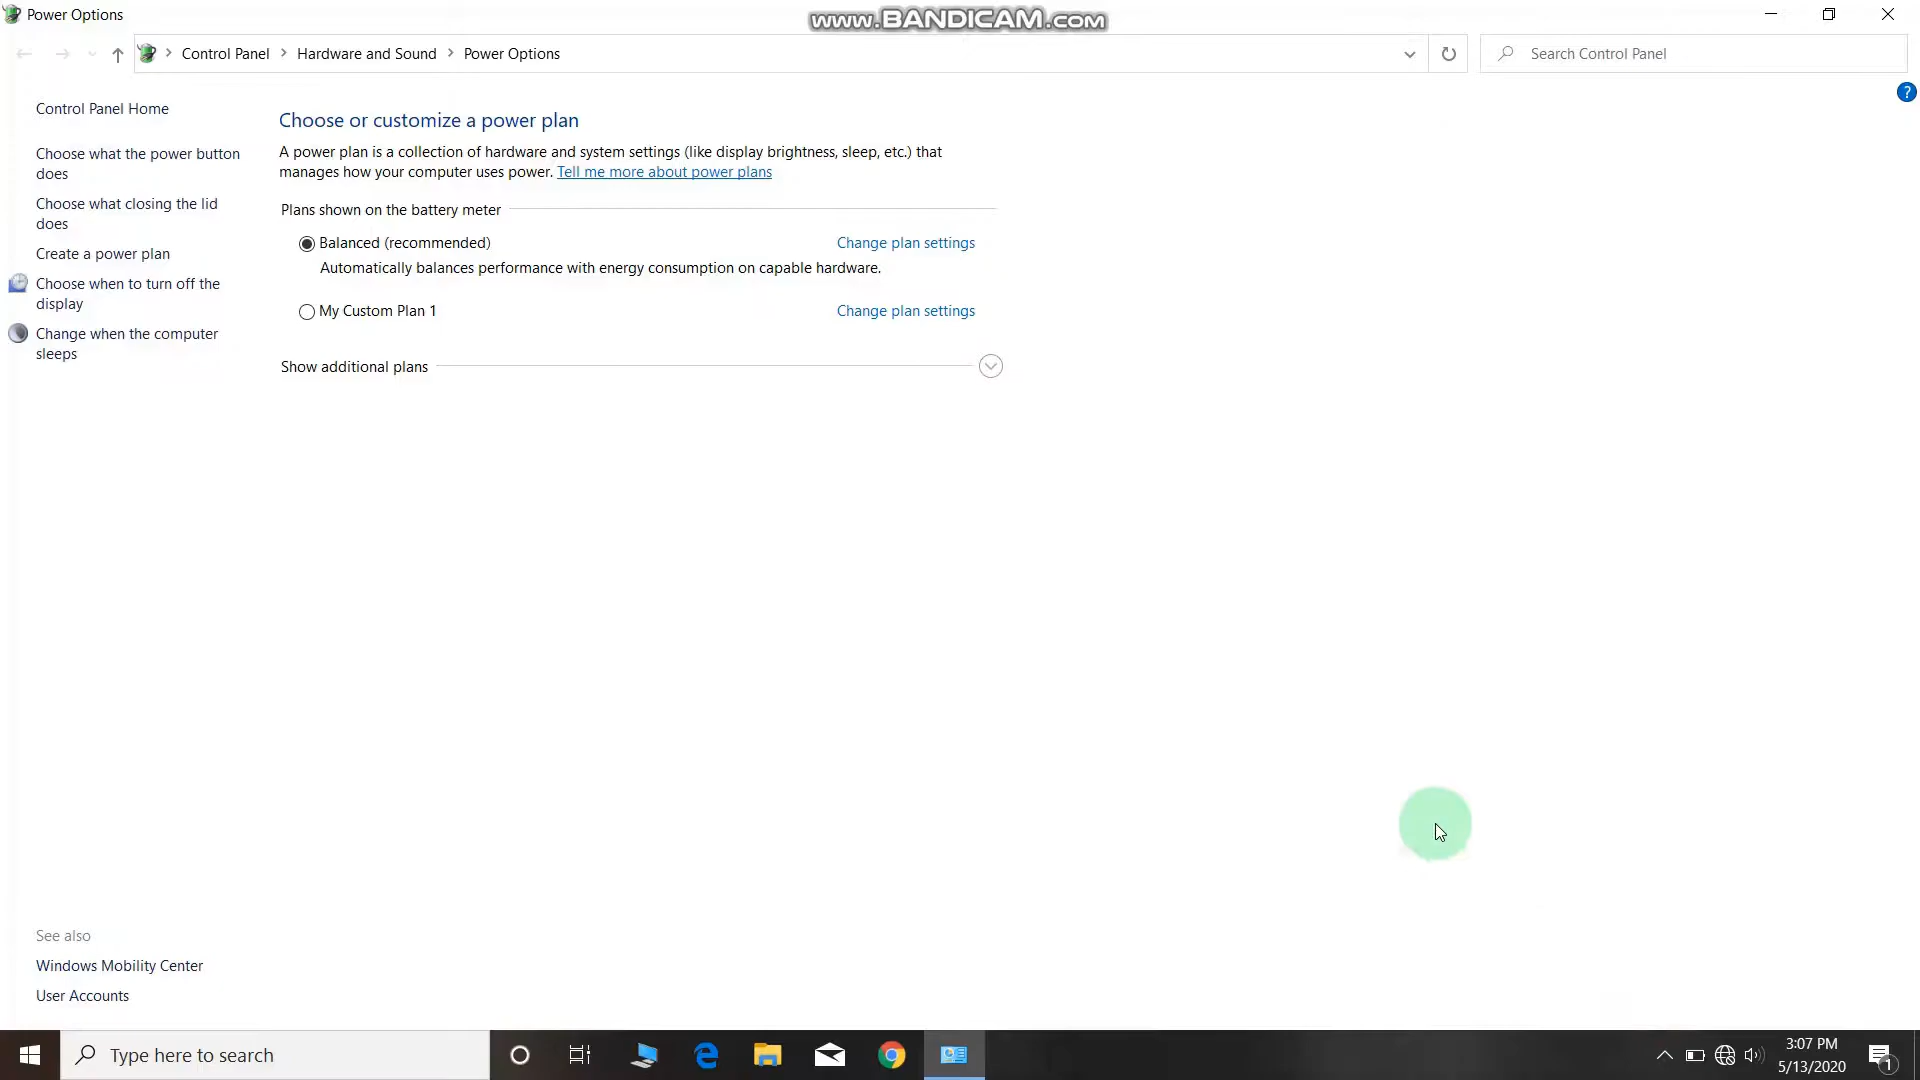 Power Options
www.BANDICAM.com
Control Panel
Hardware and Sound
Power Options
Search Control Panel
?
Control Panel Home
Choose what the power button
does
Choose what closing the lid
does
Create a power plan
Choose when to turn off the
display
Change when the computer
sleeps
Choose or customize a power plan
A power plan is a collection of hardware and system settings (like display brightness, sleep, etc.) that
manages how your computer uses power. Tell me more about power plans
Plans shown on the battery meter
Balanced (recommended)
Change plan settings
Automatically balances performance with energy consumption on capable hardware.
My Custom Plan 1
Change plan settings
Show additional plans
See also
Windows Mobility Center
User Accounts
Type here to search
3:07 PM
5/13/2020
1